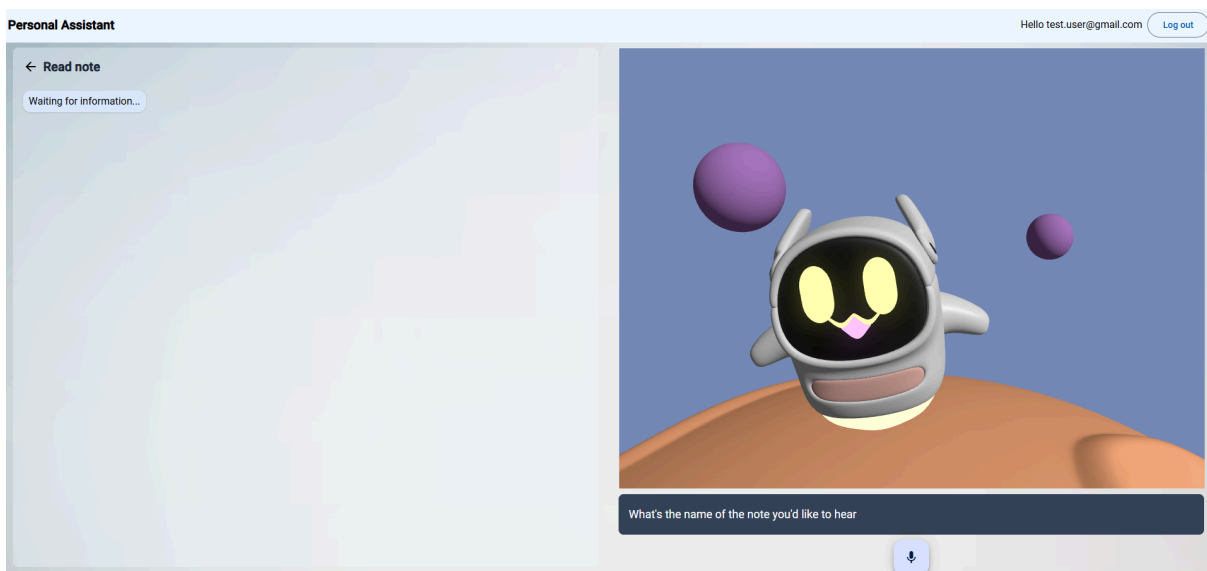 Personal Assistant
Hello test.user@gmail.com
Log out
Read note
Waiting for information...
What's the name of the note you'd like to hear